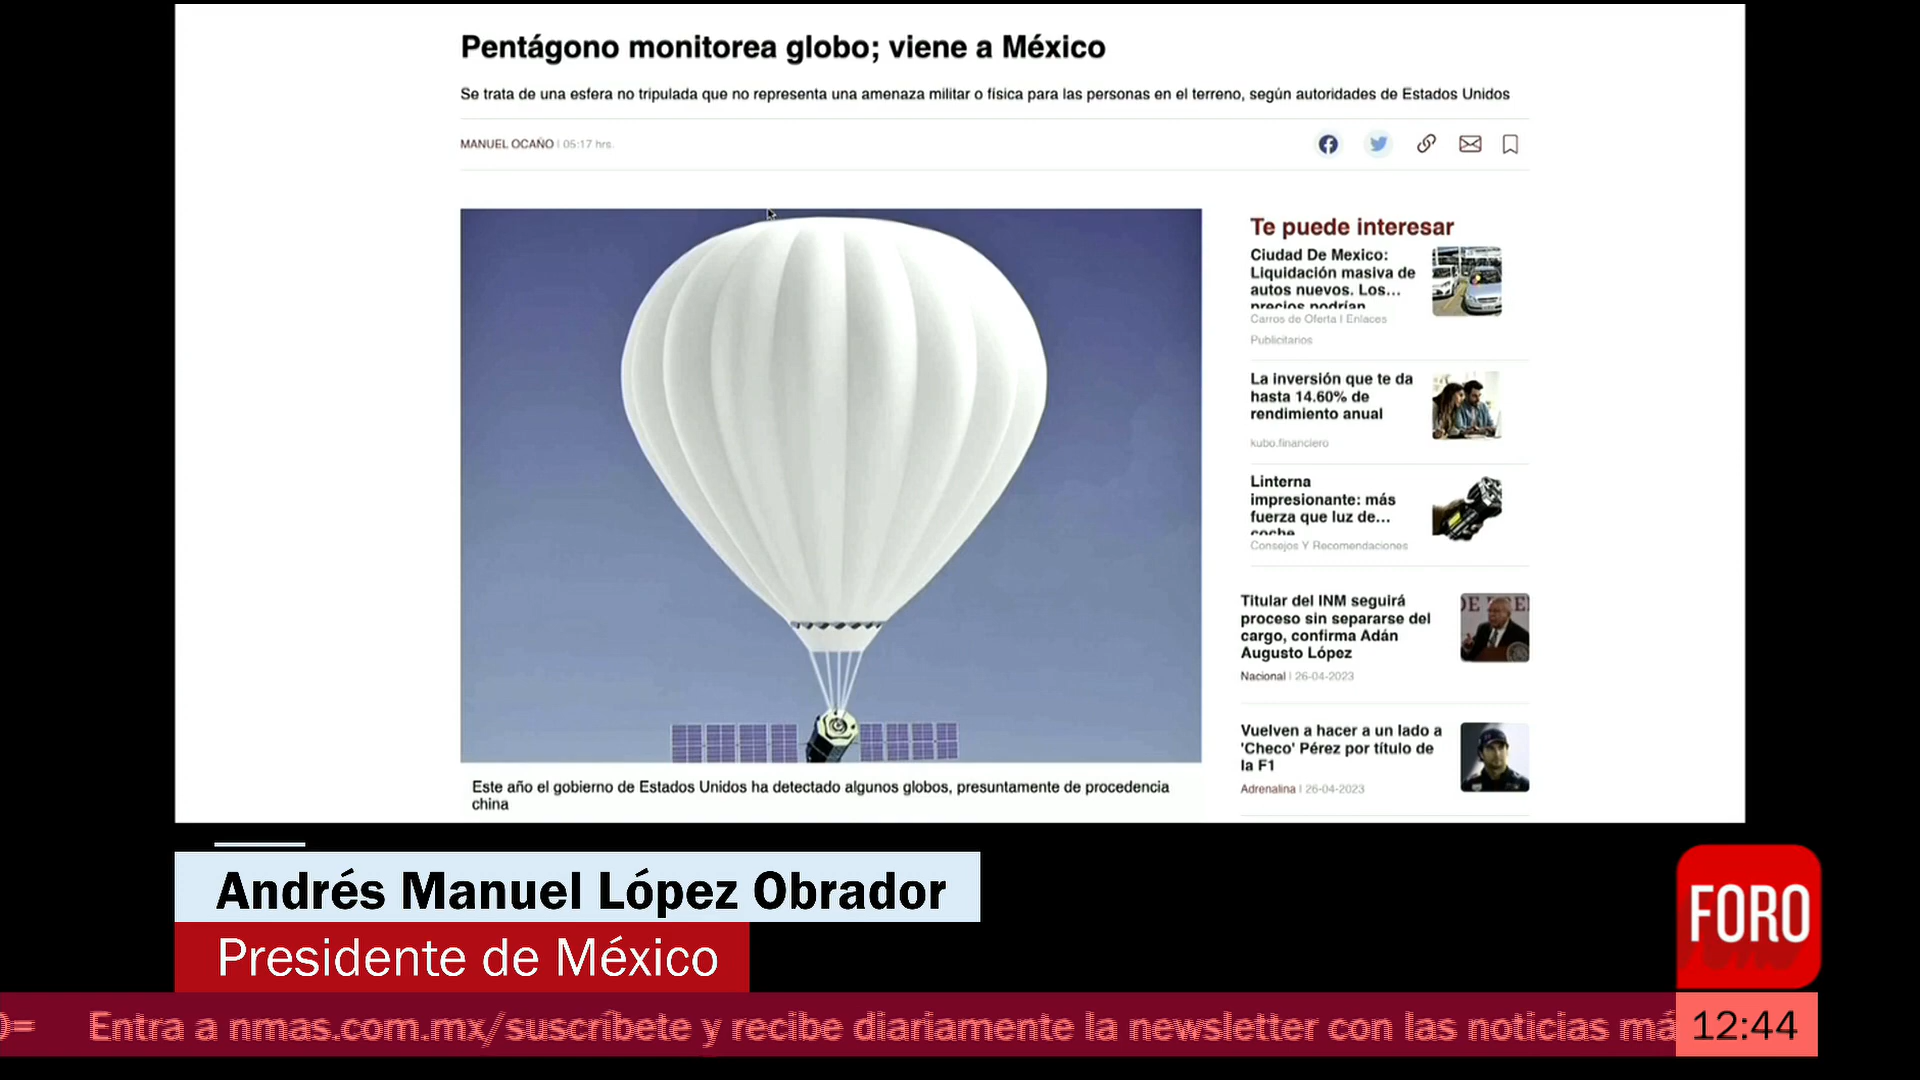 Pentágono monitorea globo; viene a México
Se trata de una esfera no tripulada que no representa una amenaza militar o física para las personas en el terreno, según autoridades de Estados Unidos
MANUEL OCAÑO | 05:17 hrs.
Te puede interesar
Ciudad De Mexico:
Liquidación masiva de
autos nuevos. Los...
precios podrían
Carros de Oferta | Enlaces
Publicitarios
La inversión que te da
hasta 14.60% de
rendimiento anual
kubo.financiero
Linterna
impresionante: más
fuerza que luz de...
coche
Consejos Y Recomendaciones
Titular del INM seguirá
proceso sin separarse del
cargo, confirma Adán
Augusto López
Nacional | 26-04-2023
Vuelven a hacer a un lado a
'Checo' Pérez por título de
la F1
Adrenalina | 26-04-2023
Este año el gobierno de Estados Unidos ha detectado algunos globos, presuntamente de procedencia
china
Andrés Manuel López Obrador
Presidente de México
FORO
Entra a nmas.com.mx/suscríbete y recibe diariamente la newsletter con las noticias má
12:44